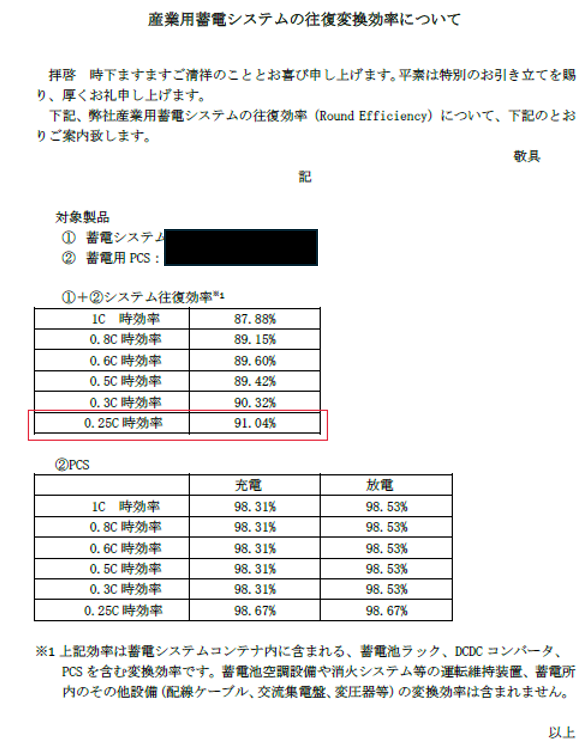 産業用蓄電システムの往復変換効率について
拝啓　時下ますますご清祥のこととお喜び申し上げます。平素は特別のお引き立てを賜
り、厚くお礼申し上げます。
下記、弊社産業用蓄電システムの往復効率（Round Efficiency）について、下記のとお
りご案内致します。
敬具
記
対象製品
① 蓄電システム
② 蓄電用 PCS：
①＋②システム往復効率※1
1C　時効率 87.88%
0.8C 時効率 89.15%
0.6C 時効率 89.60%
0.5C 時効率 89.42%
0.3C 時効率 90.32%
0.25C 時効率 91.04%
②PCS
充電 放電
1C　時効率 98.31% 98.53%
0.8C 時効率 98.31% 98.53%
0.6C 時効率 98.31% 98.53%
0.5C 時効率 98.31% 98.53%
0.3C 時効率 98.31% 98.53%
0.25C 時効率 98.67% 98.67%
※1 上記効率は蓄電システムコンテナ内に含まれる、蓄電池ラック、DCDC コンバータ、
PCS を含む変換効率です。蓄電池空調設備や消火システム等の運転維持装置、蓄電所
内のその他設備（配線ケーブル、交流集電盤、変圧器等）の変換効率は含まれません。
以上